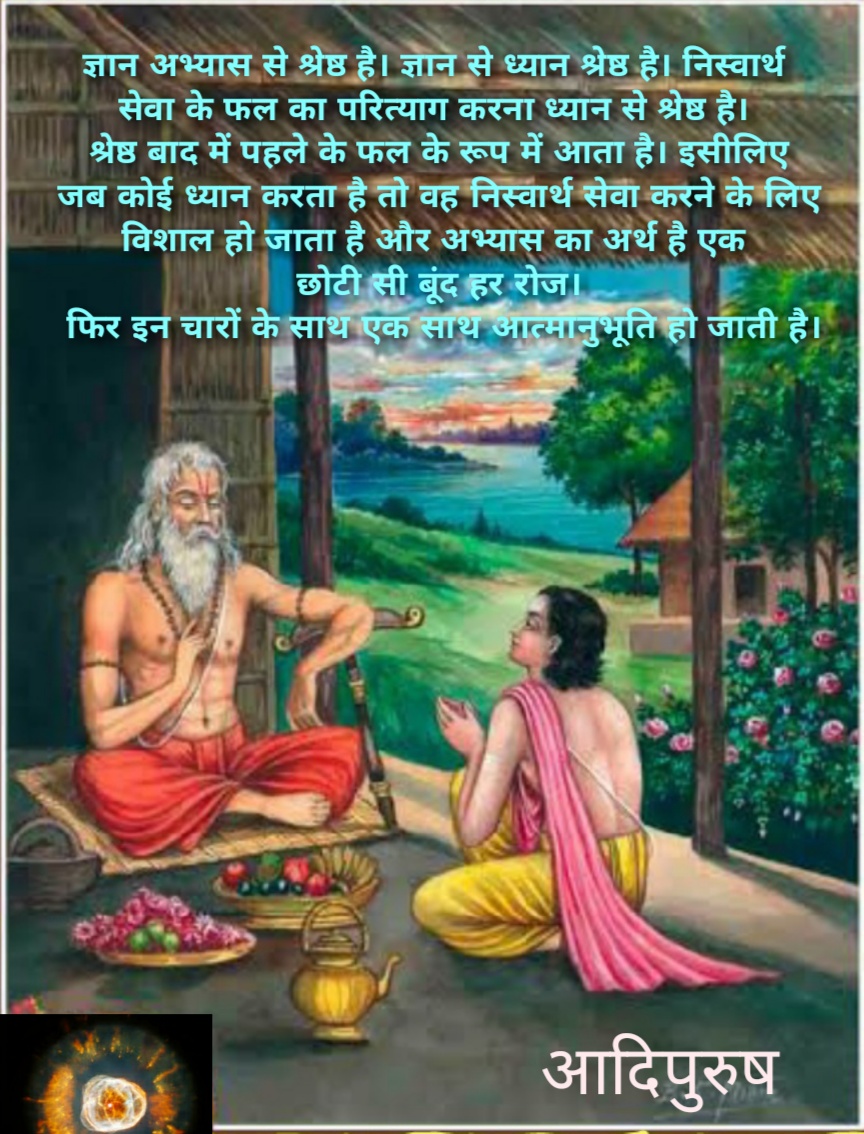 ज्ञान अभ्यास से श्रेष्ठ है। ज्ञान से ध्यान श्रेष्ठ है। निस्वार्थ
सेवा के फल का परित्याग करना ध्यान से श्रेष्ठ है।
श्रेष्ठ बाद में पहले के फल के रूप में आता है। इसीलिए
जब कोई ध्यान करता है तो वह निस्वार्थ सेवा करने के लिए
विशाल हो जाता है और अभ्यास का अर्थ है एक
छोटी सी बूंद हर रोज।
फिर इन चारों के साथ एक साथ आत्मानुभूति हो जाती है।
आदिपुरुष